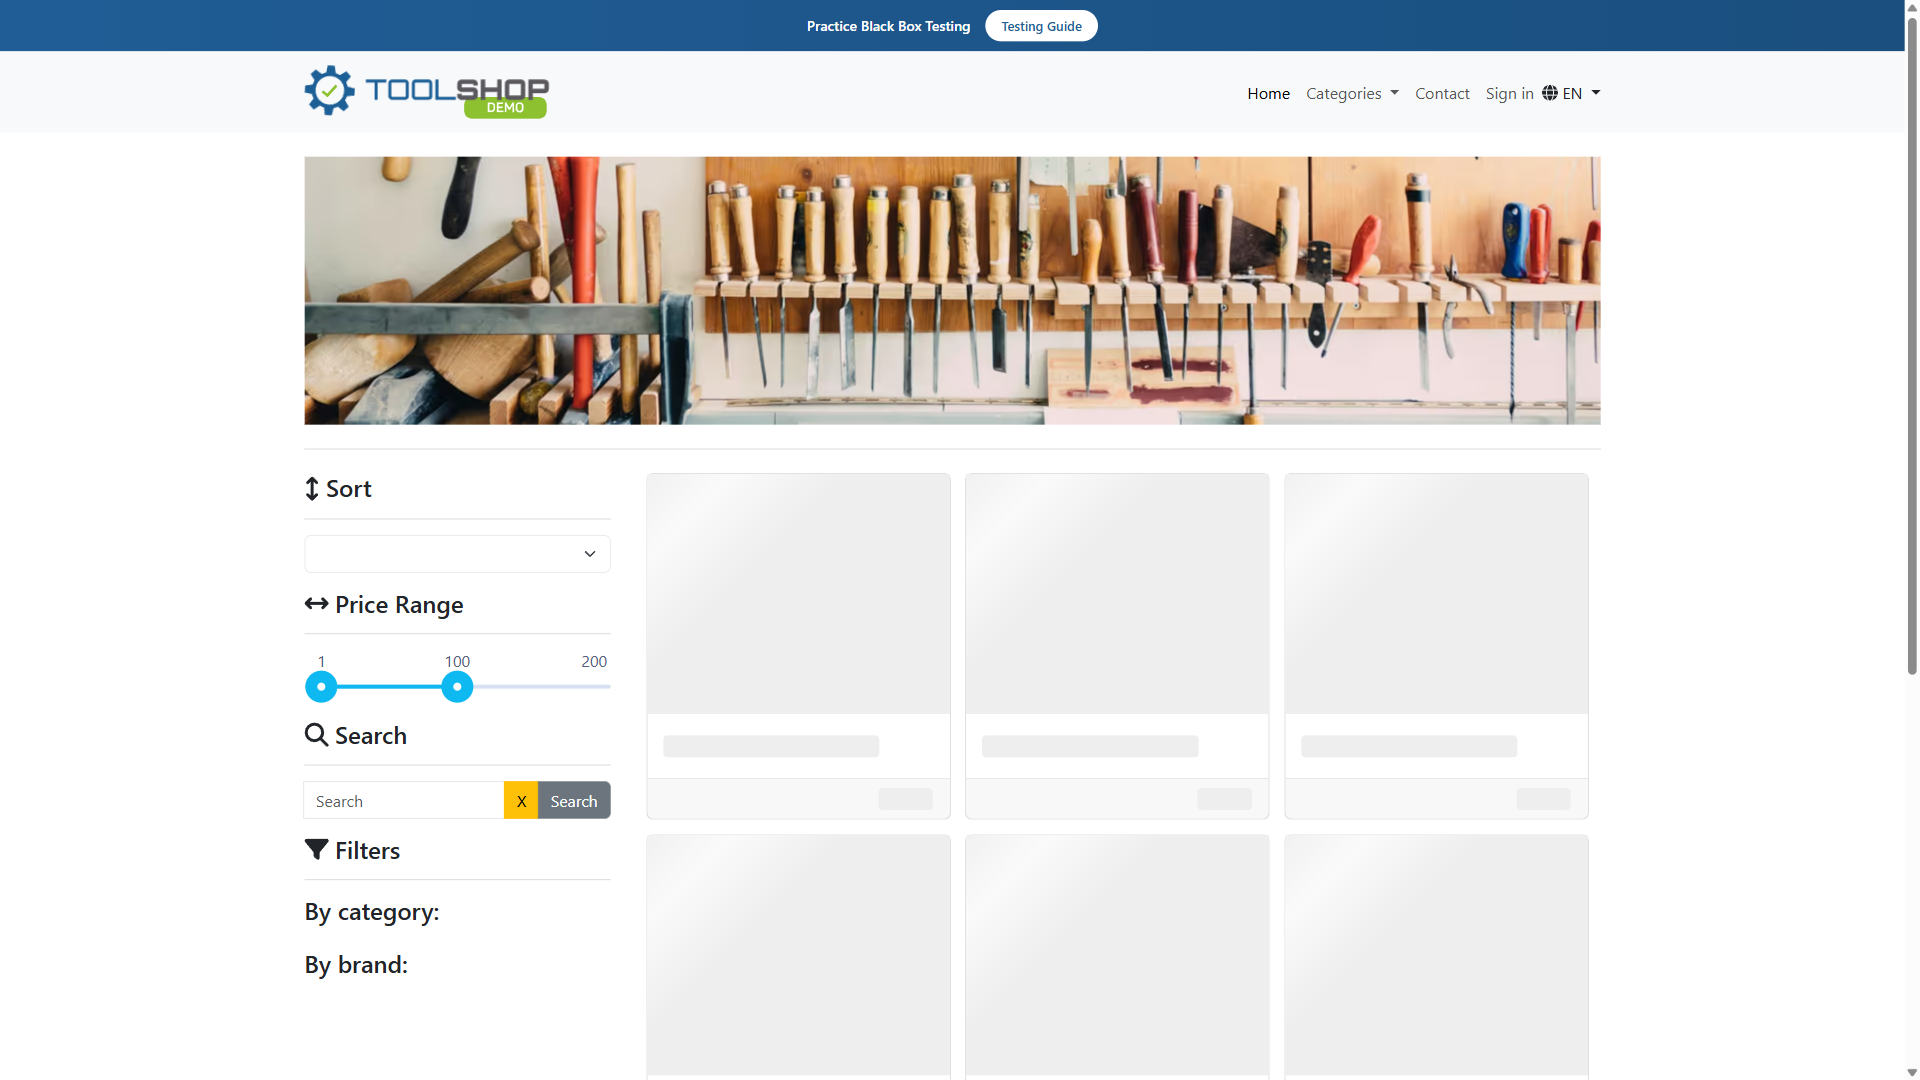 Practice Black Box Testing
Testing Guide
TOOLSHOP
DEMO
Home
Categories
Contact
Sign in
EN
Sort
Price Range
1
100
200
Search
Search
X
Search
Filters
By category:
By brand: